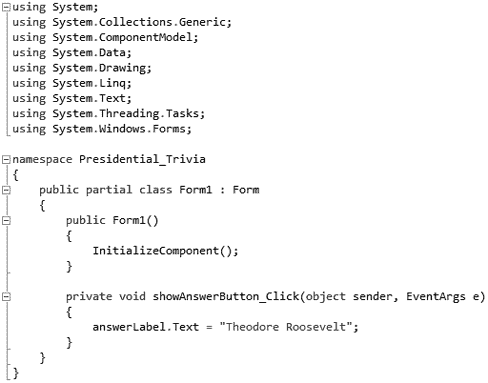 using System;
using System.Collections.Generic;
using System.ComponentModel;
using System.Data;
using System.Drawing;
using System.Linq;
using System.Text;
using System.Threading.Tasks;
using System.Windows.Forms;

namespace Presidential_Trivia
{
    public partial class Form1 : Form
    {
        public Form1()
        {
            InitializeComponent();
        }

        private void showAnswerButton_Click(object sender, EventArgs e)
        {
            answerLabel.Text = "Theodore Roosevelt";
        }
    }
}